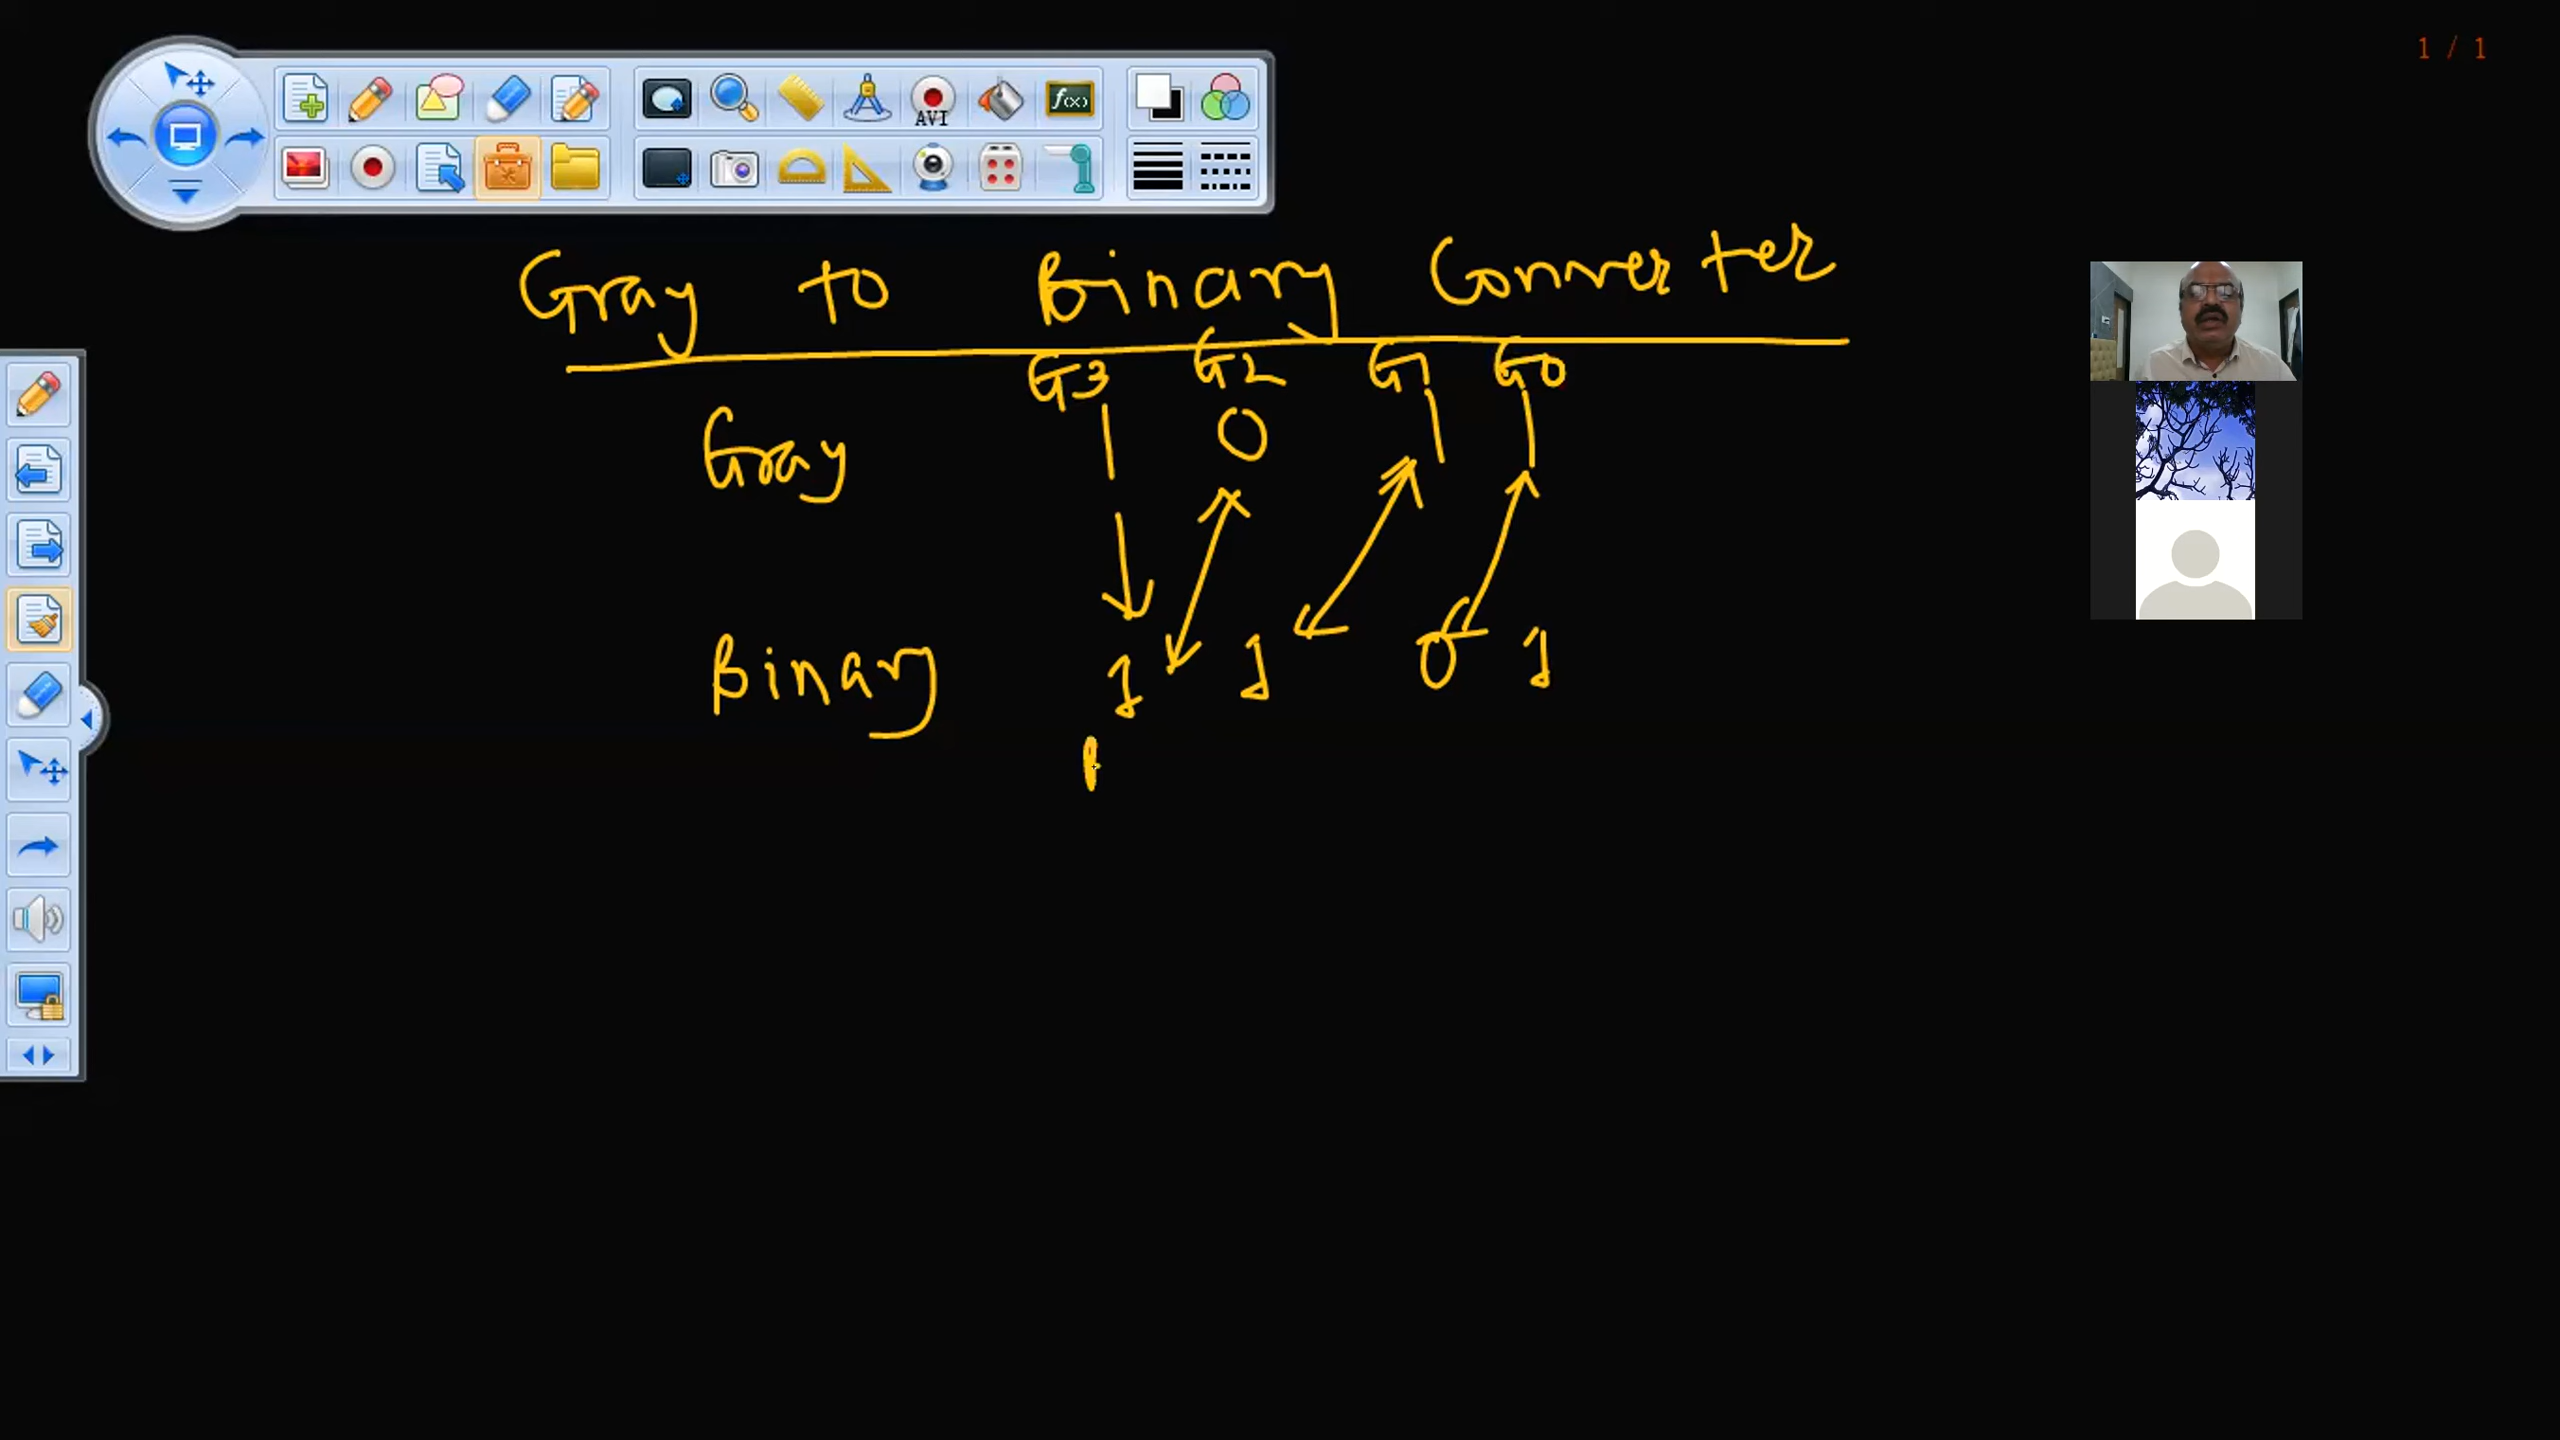 1 / 1
AVI
f(x)
Gray to Binary Converter
G3 G2 G1 G0
Gray 1 0 1 1
Binary 1 1 0 1